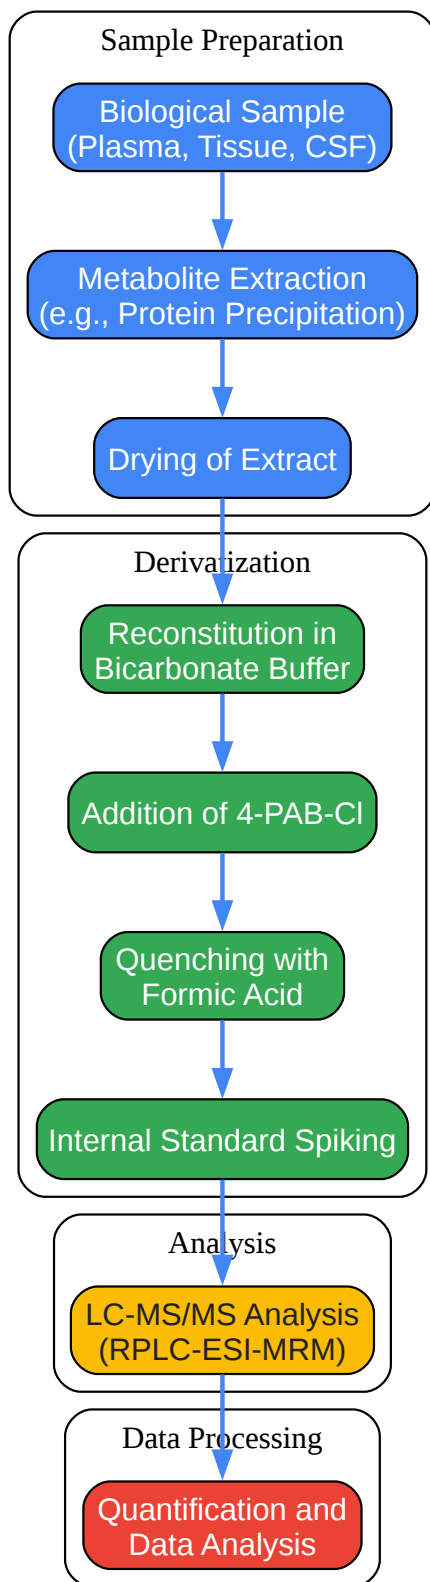 Sample Preparation
Biological Sample
(Plasma, Tissue, CSF)
Metabolite Extraction
(e.g., Protein Precipitation)
Drying of Extract
Derivatization
Reconstitution in
Bicarbonate Buffer
Addition of 4-PAB-Cl
Quenching with
Formic Acid
Internal Standard Spiking
Analysis
LC-MS/MS Analysis
(RPLC-ESI-MRM)
Data Processing
Quantification and
Data Analysis